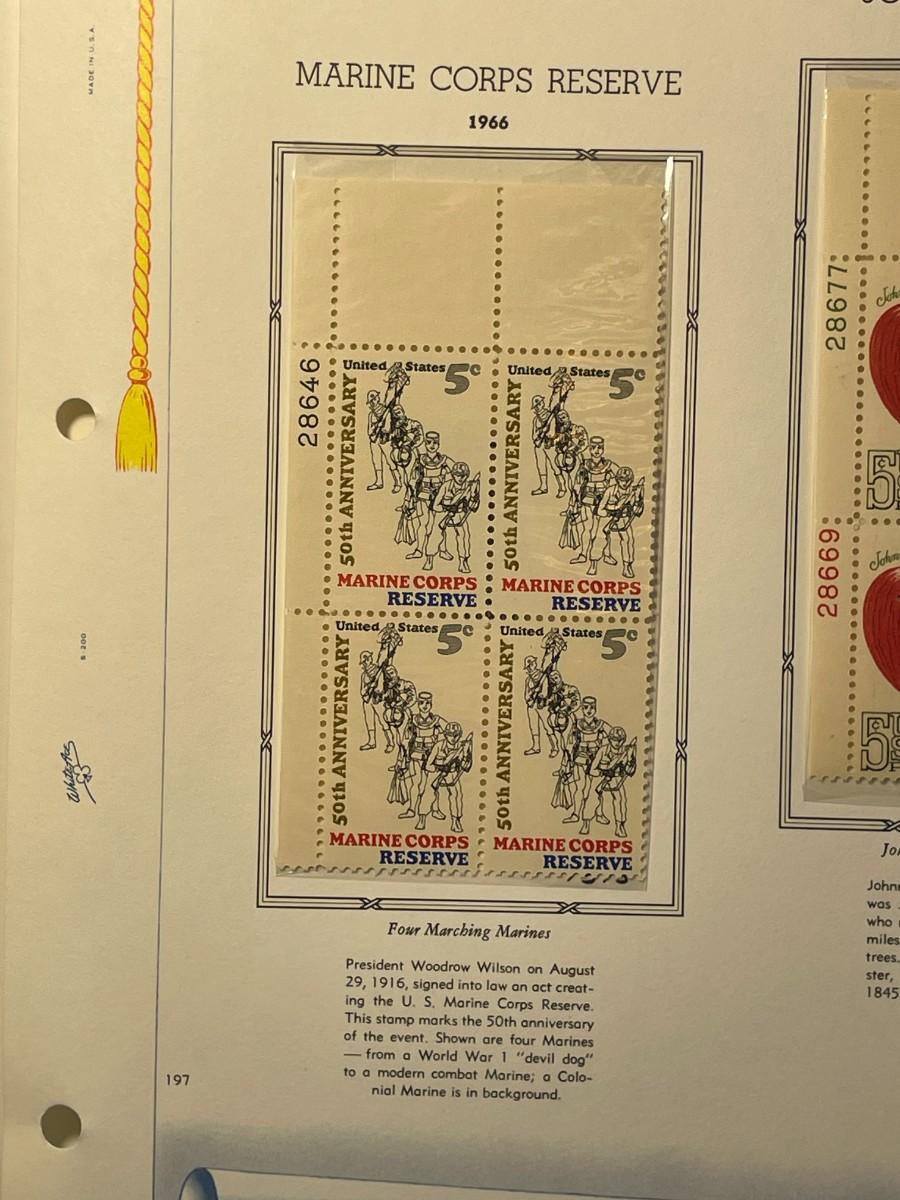 MADE IN U.S.A.
MARINE CORPS RESERVE
1966
28646
United States 5c
50th ANNIVERSARY
MARINE CORPS
RESERVE
United States 5c
50th ANNIVERSARY
MARINE CORPS
RESERVE
United States 5c
50th ANNIVERSARY
MARINE CORPS
RESERVE
United States 5c
50th ANNIVERSARY
MARINE CORPS
RESERVE
Four Marching Marines
President Woodrow Wilson on August
29, 1916, signed into law an act creat-
ing the U. S. Marine Corps Reserve.
This stamp marks the 50th anniversary
of the event. Shown are four Marines
— from a World War 1 "devil dog"
to a modern combat Marine; a Colo-
nial Marine is in background.
197
White Ace
28677
28669
5
5
Johnn
was
who
miles
trees.
ster,
1845